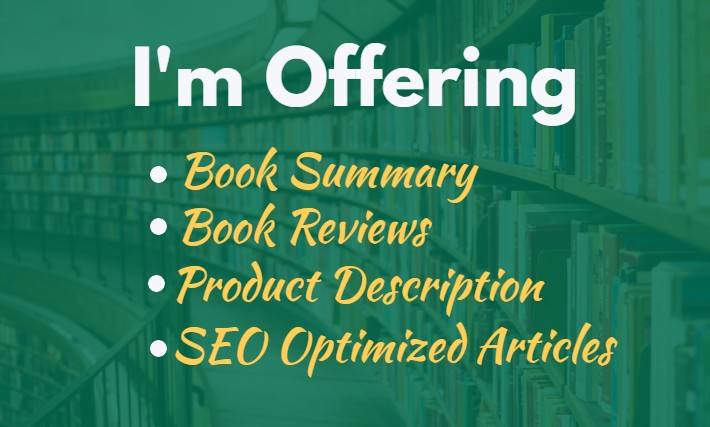 I'm Offering
• Book Summary
• Book Reviews
• Product Description
• SEO Optimized Articles